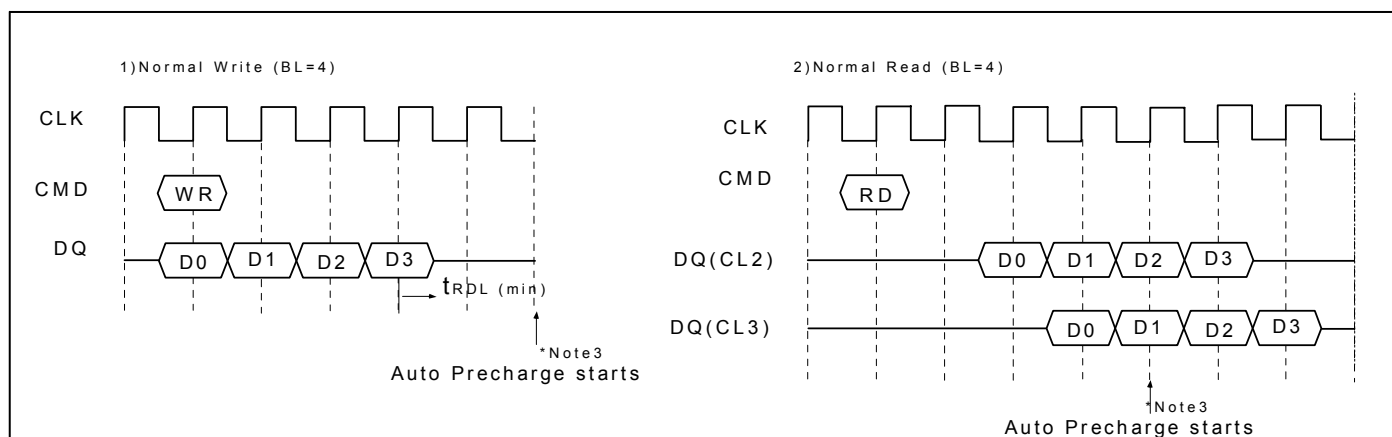 1)Normal Write (BL=4)
CLK
CMD
WR
DQ
D0 D1 D2 D3
tRDL (min)
*Note3
Auto Precharge starts
2)Normal Read (BL=4)
CLK
CMD
RD
DQ(CL2)
D0 D1 D2 D3
DQ(CL3)
D0 D1 D2 D3
*Note3
Auto Precharge starts